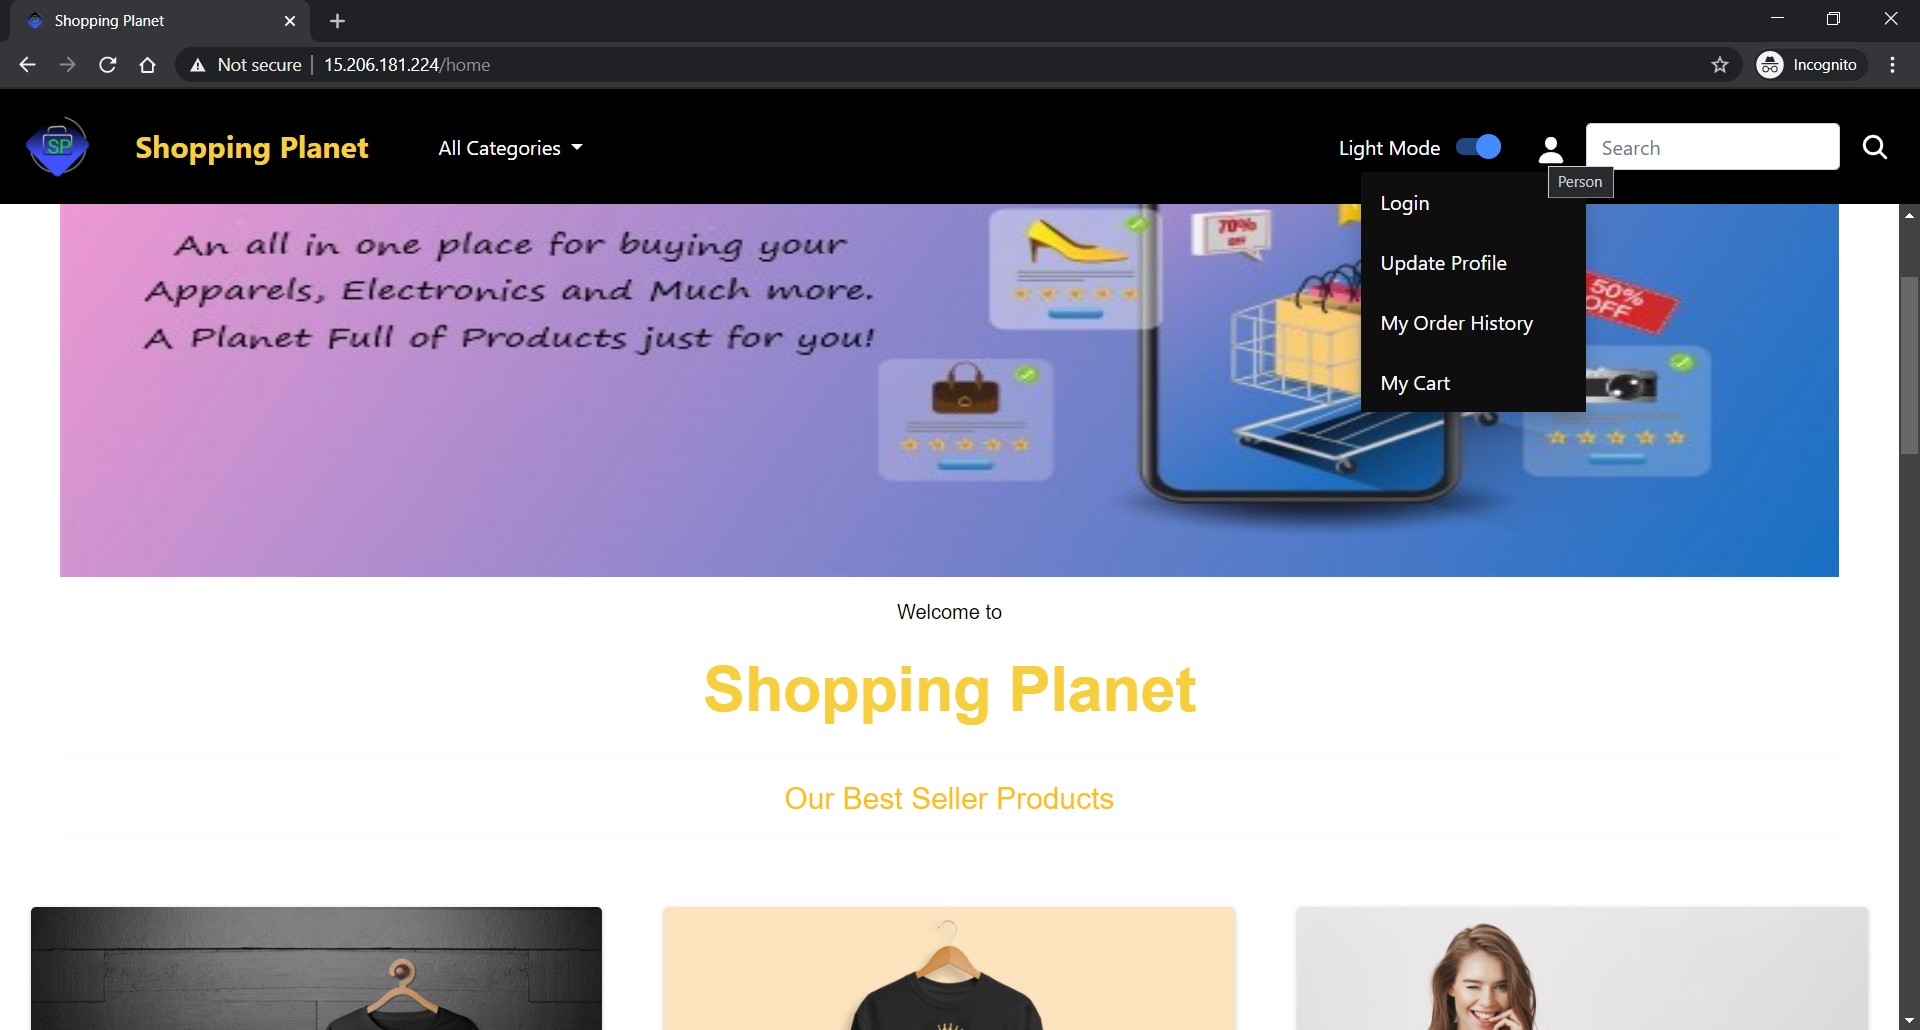 Shopping Planet
Not secure
15.206.181.224/home
Incognito
SP
Shopping Planet
All Categories
Light Mode
Search
Person
Login
Update Profile
My Order History
My Cart
An all in one place for buying your
Apparels, Electronics and Much more.
A Planet Full of Products just for you!
70%
OFF
50%
OFF
Welcome to
Shopping Planet
Our Best Seller Products